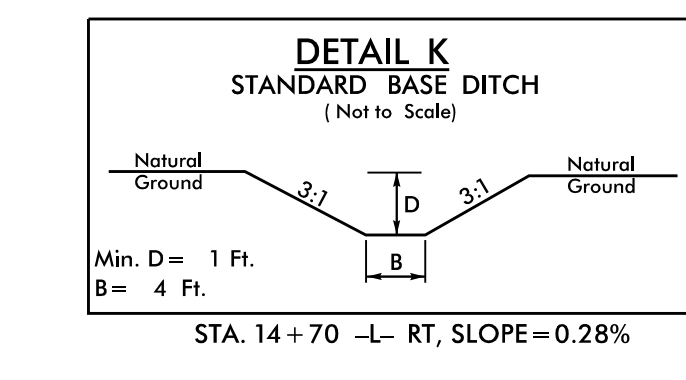 DETAIL K
STANDARD BASE DITCH
( Not to Scale)
Natural
Ground
3:1
D
3:1
Natural
Ground
B
Min. D = 1 Ft.
B = 4 Ft.
STA. 14+70 –L– RT, SLOPE=0.28%